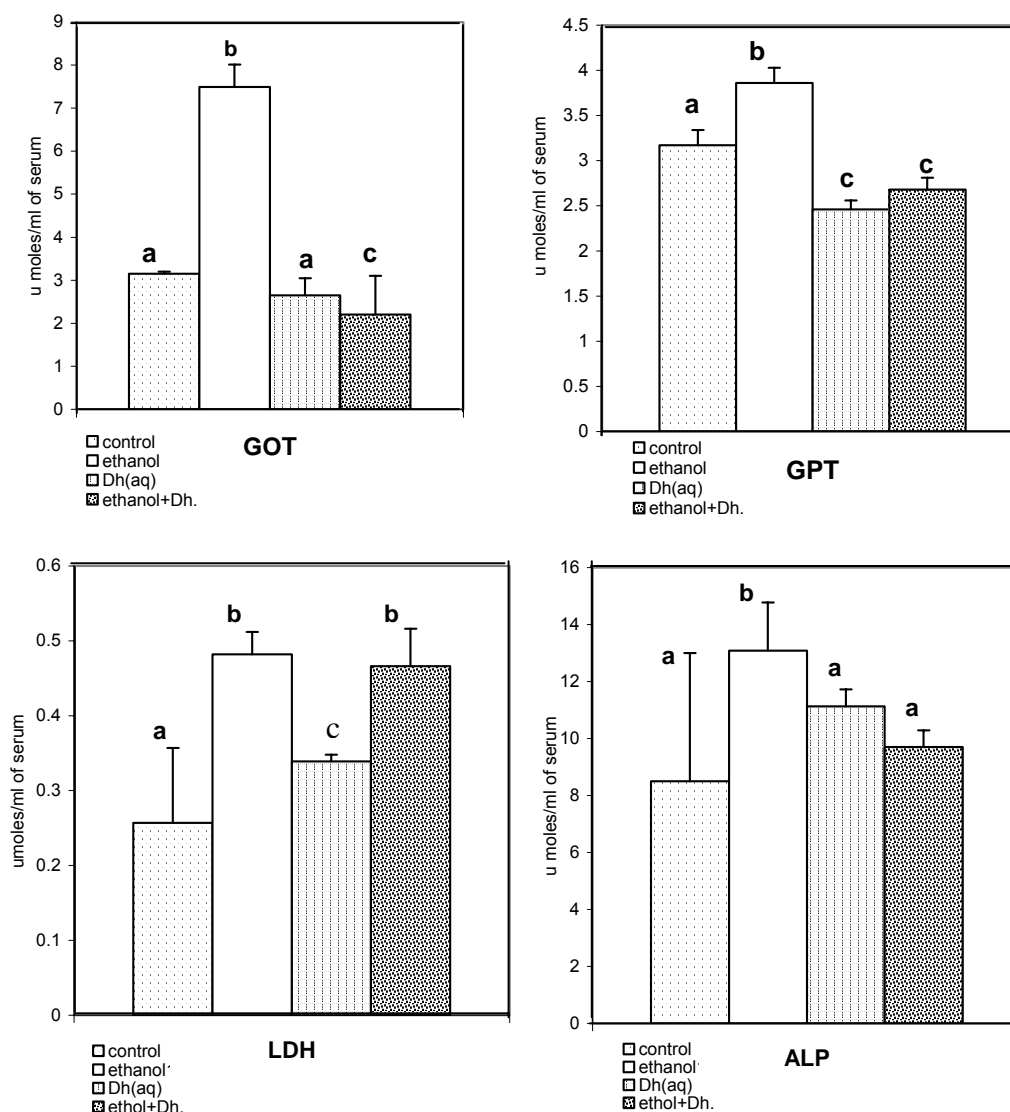 9
8
7
6
5
4
3
2
1
0
u moles/ml of serum
a
b
a
c
control
ethanol
Dh(aq)
ethanol+Dh.
GOT
4.5
4
3.5
3
2.5
2
1.5
1
0.5
0
u moles/ml of serum
a
b
c
c
control
ethanol
Dh(aq)
ethanol+Dh.
GPT
0.6
0.5
0.4
0.3
0.2
0.1
0
umoles/ml of serum
a
b
c
b
control
ethanol
Dh(aq)
ethol+Dh.
LDH
16
14
12
10
8
6
4
2
0
u moles/ml of serum
a
b
a
a
control
ethanol
Dh(aq)
ethol+Dh.
ALP